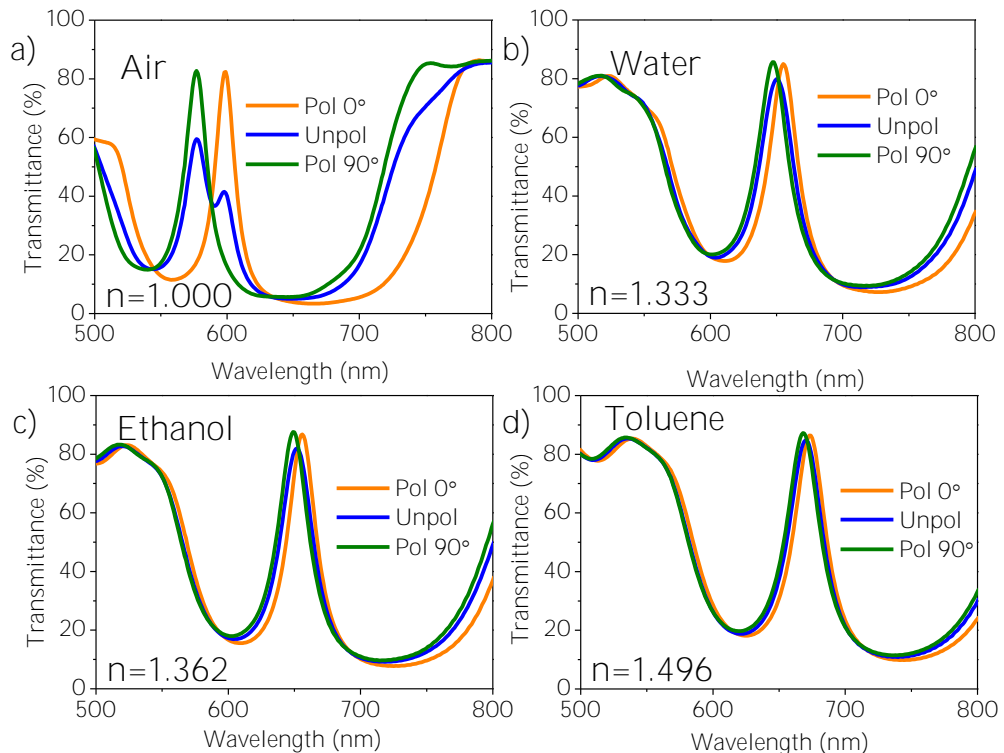 a)
Air
Pol 0°
Unpol
Pol 90°
n=1.000
Transmittance (%)
100
80
60
40
20
0
500 600 700 800
Wavelength (nm)
b)
Water
Pol 0°
Unpol
Pol 90°
n=1.333
Transmittance (%)
100
80
60
40
20
0
500 600 700 800
Wavelength (nm)
c)
Ethanol
Pol 0°
Unpol
Pol 90°
n=1.362
Transmittance (%)
100
80
60
40
20
0
500 600 700 800
Wavelength (nm)
d)
Toluene
Pol 0°
Unpol
Pol 90°
n=1.496
Transmittance (%)
100
80
60
40
20
0
500 600 700 800
Wavelength (nm)